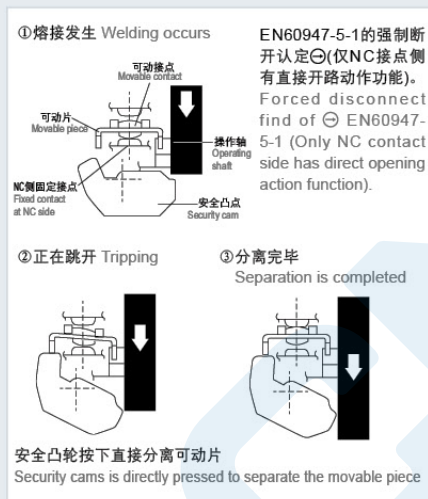 ①熔接发生 Welding occurs
可动接点
Movable contact
可动片
Movable piece
操作轴
Operating
shaft
NC侧固定接点
Fixed contact
at NC side
安全凸点
Security cam
EN60947-5-1的强制断
开认定⊖(仅NC接点侧
有直接开路动作功能)。
Forced disconnect
find of ⊖ EN60947-
5-1 (Only NC contact
side has direct opening
action function).
②正在跳开 Tripping
③分离完毕
Separation is completed
安全凸轮按下直接分离可动片
Security cams is directly pressed to separate the movable piece